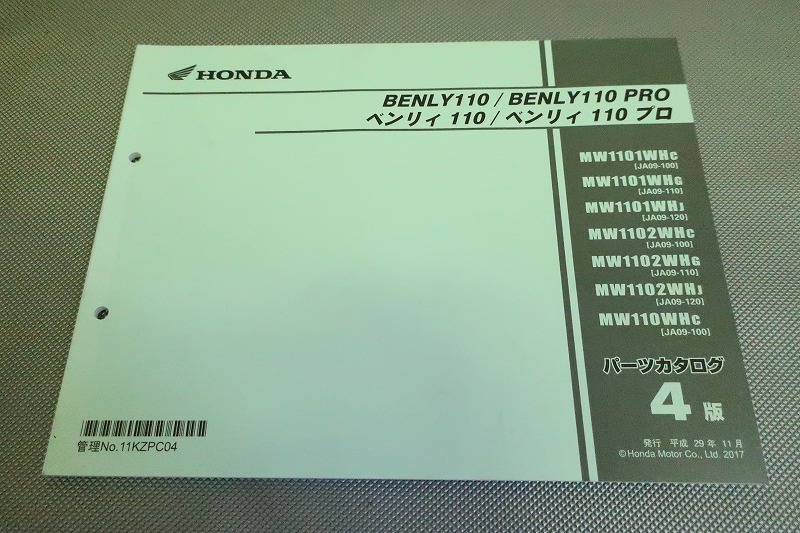 HONDA
BENLY110 / BENLY110 PRO
ベンリィ 110 / ベンリィ 110 プロ
MW1101WHC
[JA09-100]
MW1101WHG
[JA09-110]
MW1101WHJ
[JA09-120]
MW1102WHC
[JA09-100]
MW1102WHG
[JA09-110]
MW1102WHJ
[JA09-120]
MW110WHC
[JA09-100]
パーツカタログ
4 版
発行 平成 29 年 11 月
©Honda Motor Co., Ltd. 2017
管理No.11KZPC04